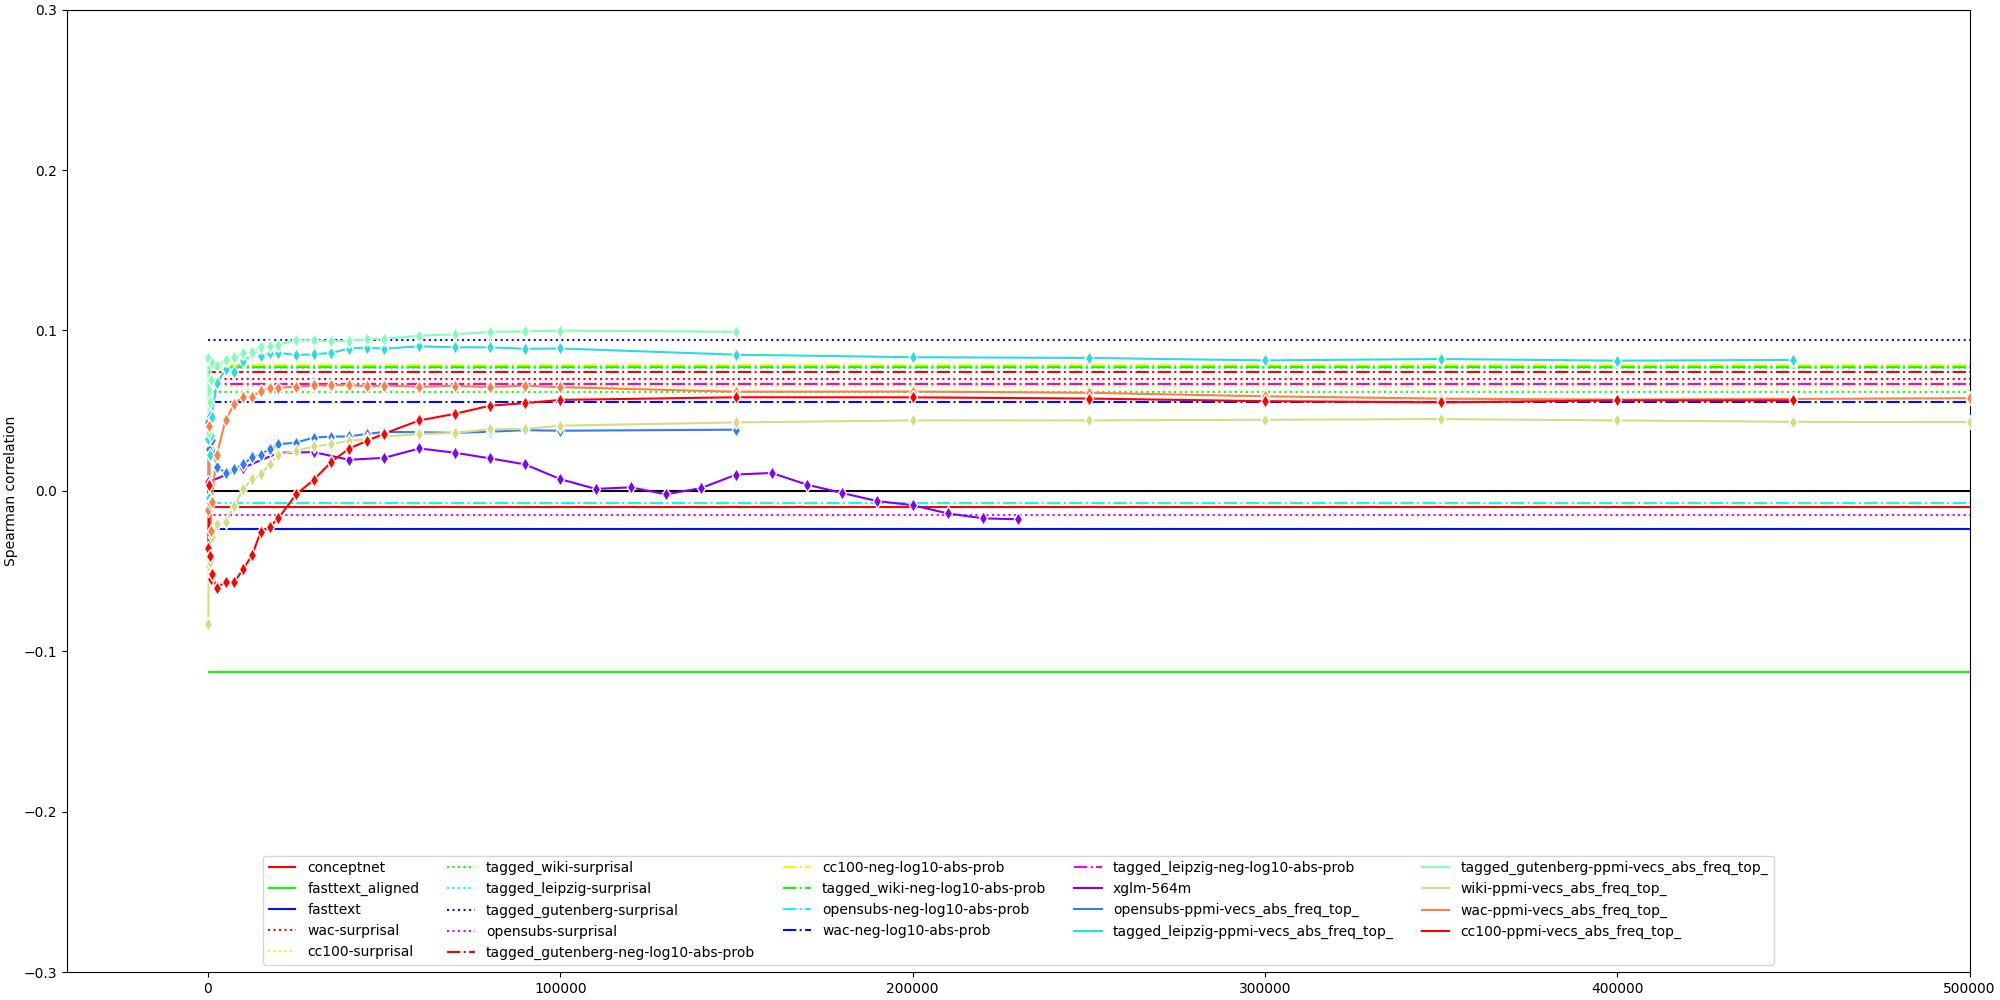 0.3
0.2
0.1
0.0
−0.1
−0.2
−0.3
Spearman correlation
0
100000
200000
300000
400000
500000
conceptnet
fasttext_aligned
fasttext
wac-surprisal
cc100-surprisal
tagged_wiki-surprisal
tagged_leipzig-surprisal
tagged_gutenberg-surprisal
opensubs-surprisal
tagged_gutenberg-neg-log10-abs-prob
cc100-neg-log10-abs-prob
tagged_wiki-neg-log10-abs-prob
opensubs-neg-log10-abs-prob
wac-neg-log10-abs-prob
tagged_leipzig-neg-log10-abs-prob
xglm-564m
opensubs-ppmi-vecs_abs_freq_top_
tagged_leipzig-ppmi-vecs_abs_freq_top_
tagged_gutenberg-ppmi-vecs_abs_freq_top_
wiki-ppmi-vecs_abs_freq_top_
wac-ppmi-vecs_abs_freq_top_
cc100-ppmi-vecs_abs_freq_top_